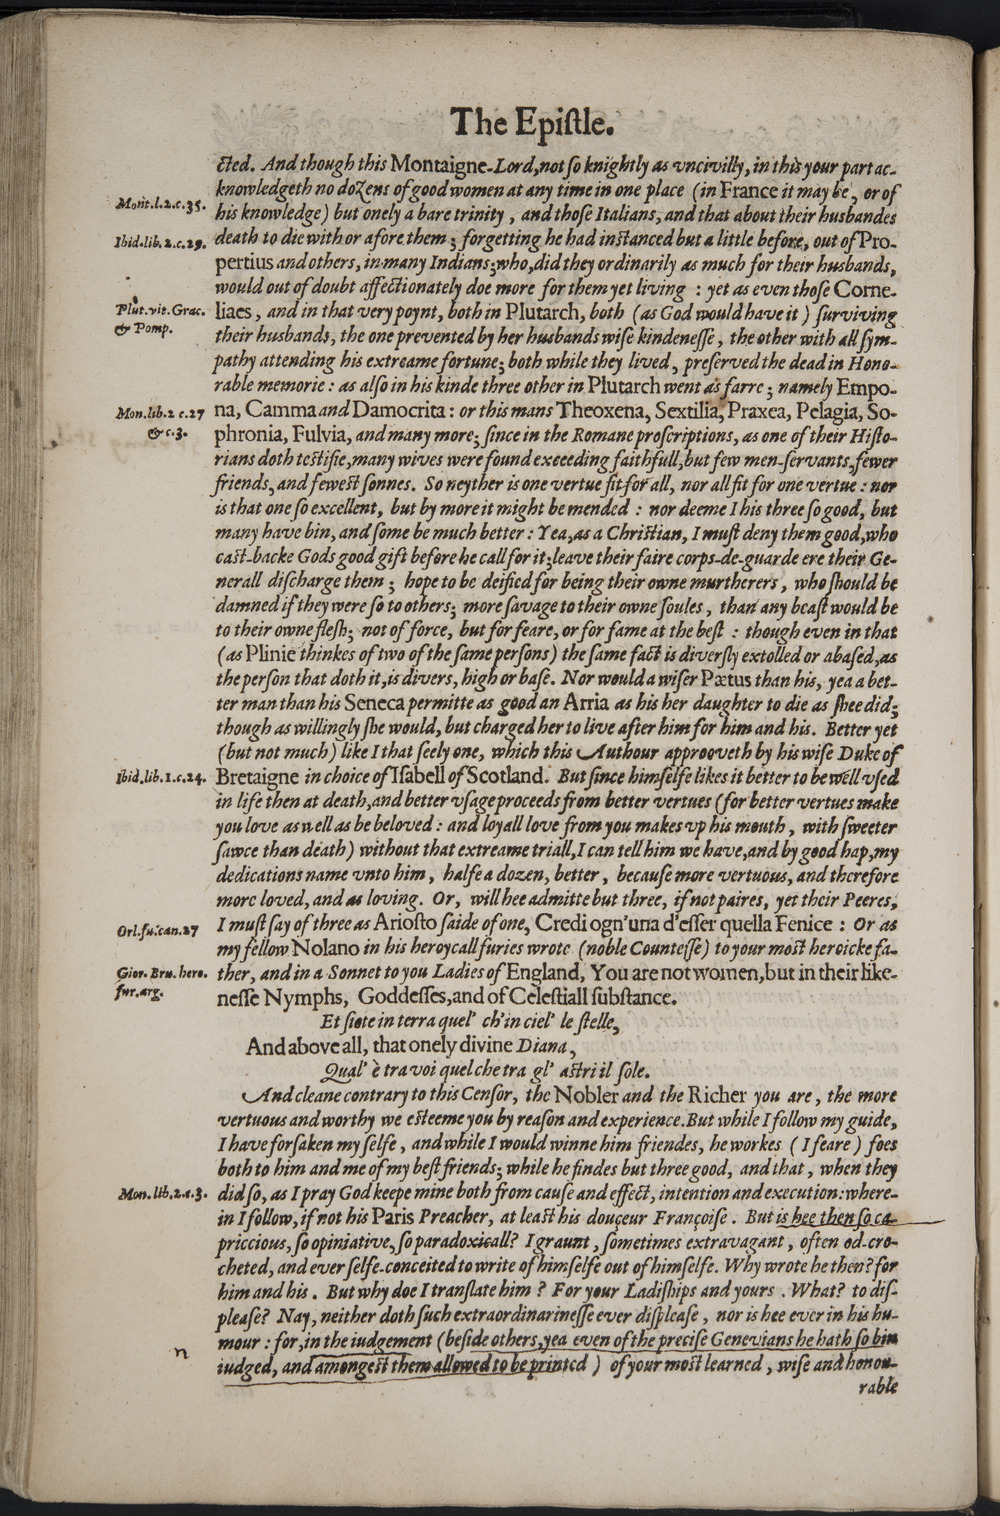 The Epiſtle.
cted. And though this Montaigne-Lord, not ſo knightly as vncivilly, in this your part ac-
knowledgeth no dozens of good women at any time in one place (in France it may be, or of
Mont.l.2.c.35.
his knowledge) but onely a bare trinity, and thoſe Italians, and that about their husbandes
Ibid.lib.2.c.29.
death to die with or afore them; forgetting he had inſtanced but a little before, out of Pro-
pertius and others, in many Indians; who, did they ordinarily as much for their husbands,
would out of doubt affectionately doe more for them yet living : yet as even thoſe Corne-
Plut.vit.Grac.
liaes, and in that very poynt, both in Plutarch, both (as God would have it) ſurviving
& Pomp.
their husbands, the one prevented by her husbands wiſe kindeneſſe, the other with all ſym-
pathy attending his extreame fortune; both while they lived, preſerved the dead in Hono-
rable memorie : as alſo in his kinde three other in Plutarch went as farre; namely Empo-
Mon.lib.2 c.27
na, Camma and Damocrita: or this mans Theoxena, Sextilia, Praxea, Pelagia, So-
& c.3.
phronia, Fulvia, and many more; ſince in the Romane proſcriptions, as one of their Hiſto-
rians doth teſtifie, many wives were found exceeding faithfull, but few men-ſervants, fewer
friends, and feweſt ſonnes. So neyther is one vertue fit for all, nor all fit for one vertue : nor
is that one ſo excellent, but by more it might be mended : nor deeme I his three ſo good, but
many have bin, and ſome be much better : Yea, as a Chriſtian, I muſt deny them good, who
caſt-backe Gods good gift before he call for it; leave their faire corps-de-guarde ere their Ge-
nerall diſcharge them; hope to be deified for being their owne murtherers, who ſhould be
damned if they were ſo to others; more ſavage to their owne ſoules, than any beaſt would be
to their owne fleſh; not of force, but for feare, or for fame at the beſt : though even in that
(as Plinie thinkes of two of the ſame perſons) the ſame fact is diverſly extolled or abaſed, as
the perſon that doth it, is divers, high or baſe. Nor would a wiſer Pætus than his, yea a bet-
ter man than his Seneca permitte as good an Arria as his her daughter to die as ſhee did;
though as willingly ſhe would, but charged her to live after him for him and his. Better yet
(but not much) like I that ſeely one, which this Authour approoveth by his wiſe Duke of
Ibid,lib.1.c.24.
Bretaigne in choice of Iſabell of Scotland. But ſince himſelfe likes it better to be well vſed
in life then at death, and better vſage proceeds from better vertues (for better vertues make
you love as well as be beloved : and loyall love from you makes vp his mouth, with ſweeter
ſawce than death) without that extreame triall, I can tell him we have, and by good hap, my
dedications name vnto him, halfe a dozen, better, becauſe more vertuous, and therefore
more loved, and as loving. Or, will hee admitte but three, if not paires, yet their Peeres,
Orl.fu.can.27
I muſt ſay of three as Arioſto ſaide of one, Credi ogn'una d'eſſer quella Fenice : Or as
my fellow Nolano in his heroycall furies wrote (noble Counteſſe) to your moſt heroicke fa-
Gior. Bru. hero.
ther, and in a Sonnet to you Ladies of England, You are not women, but in their like-
fur.arg.
neſſe Nymphs, Goddeſſes, and of Celeſtiall ſubſtance.
Et ſiete in terra quel' ch'in ciel' le ſtelle,
And above all, that onely divine Diana,
Qual' è tra voi quel che tra gl' aſtri il ſole.
And cleane contrary to this Cenſor, the Nobler and the Richer you are, the more
vertuous and worthy we eſteeme you by reaſon and experience. But while I follow my guide,
I have forſaken my ſelfe, and while I would winne him friendes, he workes (I feare) foes
both to him and me of my beſt friends; while he findes but three good, and that, when they
Mon. lib.2.c.3.
did ſo, as I pray God keepe mine both from cauſe and effect, intention and execution: where-
in I follow, if not his Paris Preacher, at leaſt his douçeur Françoiſe. But is hee then ſo ca-
priccious, ſo opiniative, ſo paradoxicall? I graunt, ſometimes extravagant, often od-cro-
cheted, and ever ſelfe-conceited to write of himſelfe out of himſelfe. Why wrote he then? for
him and his. But why doe I tranſlate him ? For your Ladiſhips and yours. What? to diſ-
pleaſe? Nay, neither doth ſuch extraordinarineſſe ever diſpleaſe, nor is hee ever in his hu-
mour : for, in the iudgement (beſide others, yea even of the preciſe Genevians he hath ſo bin
n
iudged, and amongeſt them allowed to be printed) of your moſt learned, wiſe and honou-
rable